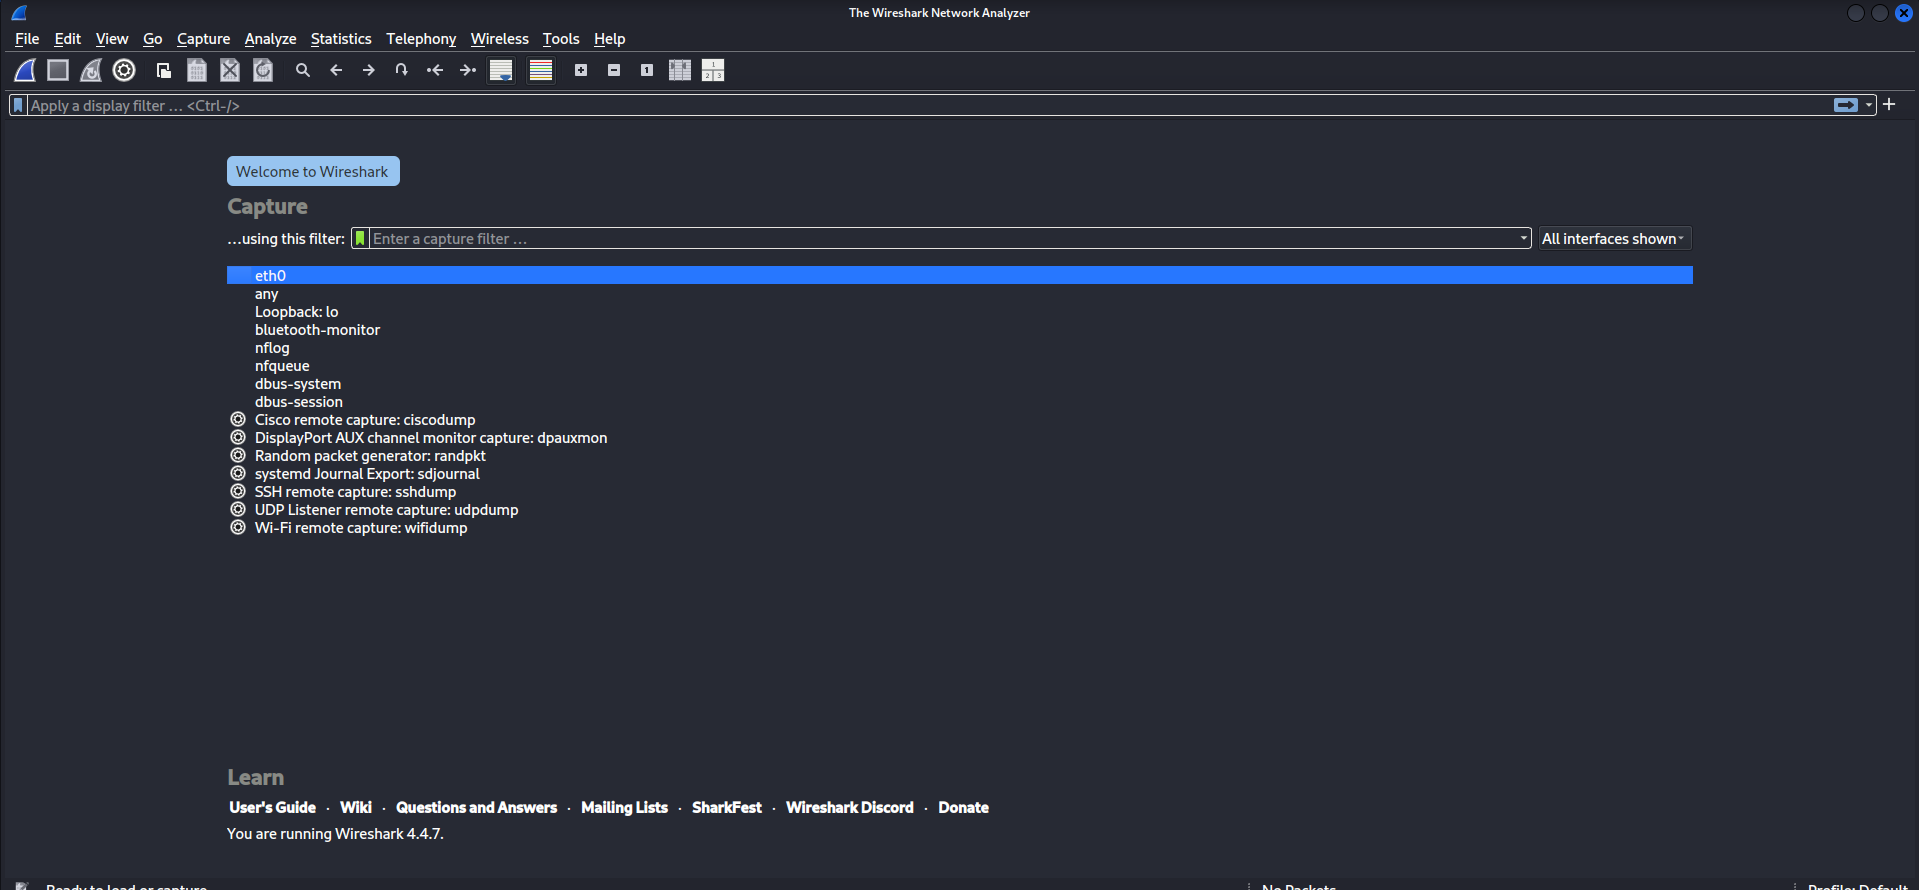 The Wireshark Network Analyzer
File Edit View Go Capture Analyze Statistics Telephony Wireless Tools Help
Apply a display filter … <Ctrl-/>
Welcome to Wireshark
Capture
…using this filter: Enter a capture filter … All interfaces shown
eth0
any
Loopback: lo
bluetooth-monitor
nflog
nfqueue
dbus-system
dbus-session
Cisco remote capture: ciscodump
DisplayPort AUX channel monitor capture: dpauxmon
Random packet generator: randpkt
systemd Journal Export: sdjournal
SSH remote capture: sshdump
UDP Listener remote capture: udpdump
Wi-Fi remote capture: wifidump
Learn
User's Guide · Wiki · Questions and Answers · Mailing Lists · SharkFest · Wireshark Discord · Donate
You are running Wireshark 4.4.7.
Ready to load or capture No Packets Profile: Default